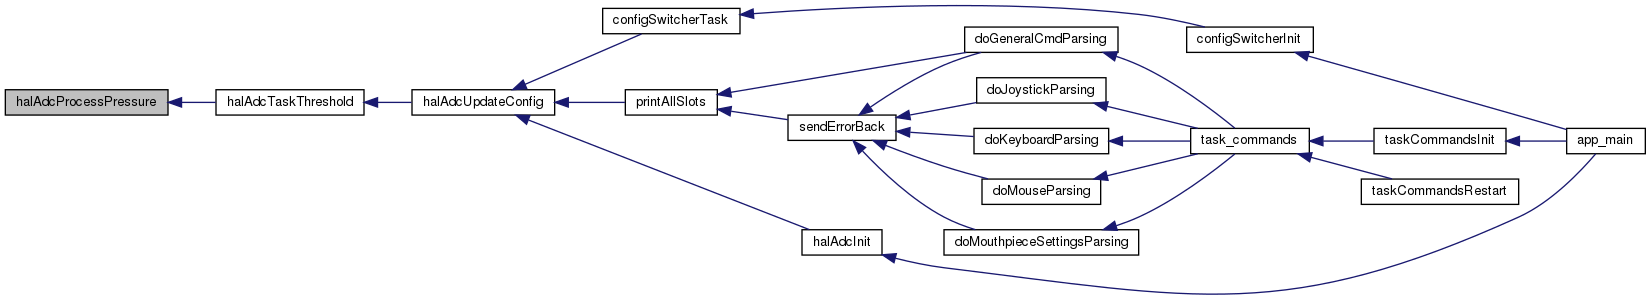 configSwitcherTask
doGeneralCmdParsing
configSwitcherInit
halAdcProcessPressure
halAdcTaskThreshold
halAdcUpdateConfig
printAllSlots
doJoystickParsing
sendErrorBack
doKeyboardParsing
task_commands
taskCommandsInit
app_main
doMouseParsing
taskCommandsRestart
halAdcInit
doMouthpieceSettingsParsing